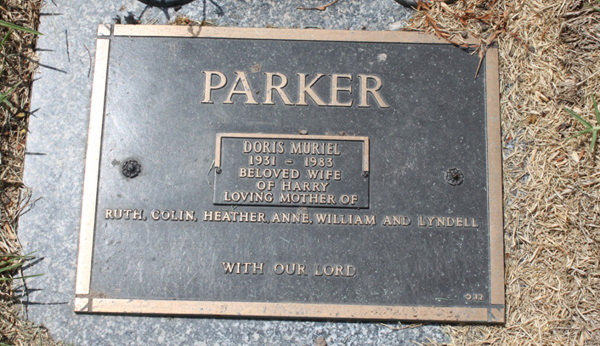 PARKER
DORIS MURIEL
1931 - 1983
BELOVED WIFE
OF HARRY
LOVING MOTHER OF
RUTH, COLIN, HEATHER, ANNE, WILLIAM AND LYNDELL
WITH OUR LORD